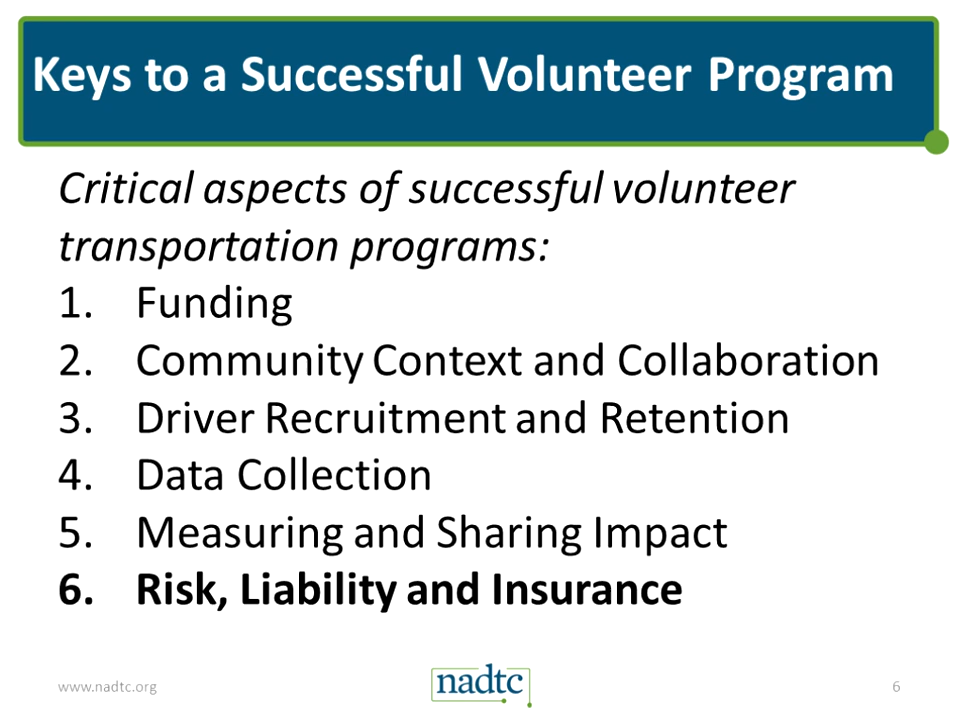 Keys to a Successful Volunteer Program
Critical aspects of successful volunteer
transportation programs:
1. Funding
2. Community Context and Collaboration
3. Driver Recruitment and Retention
4. Data Collection
5. Measuring and Sharing Impact
6. Risk, Liability and Insurance
www.nadtc.org
nadtc
6